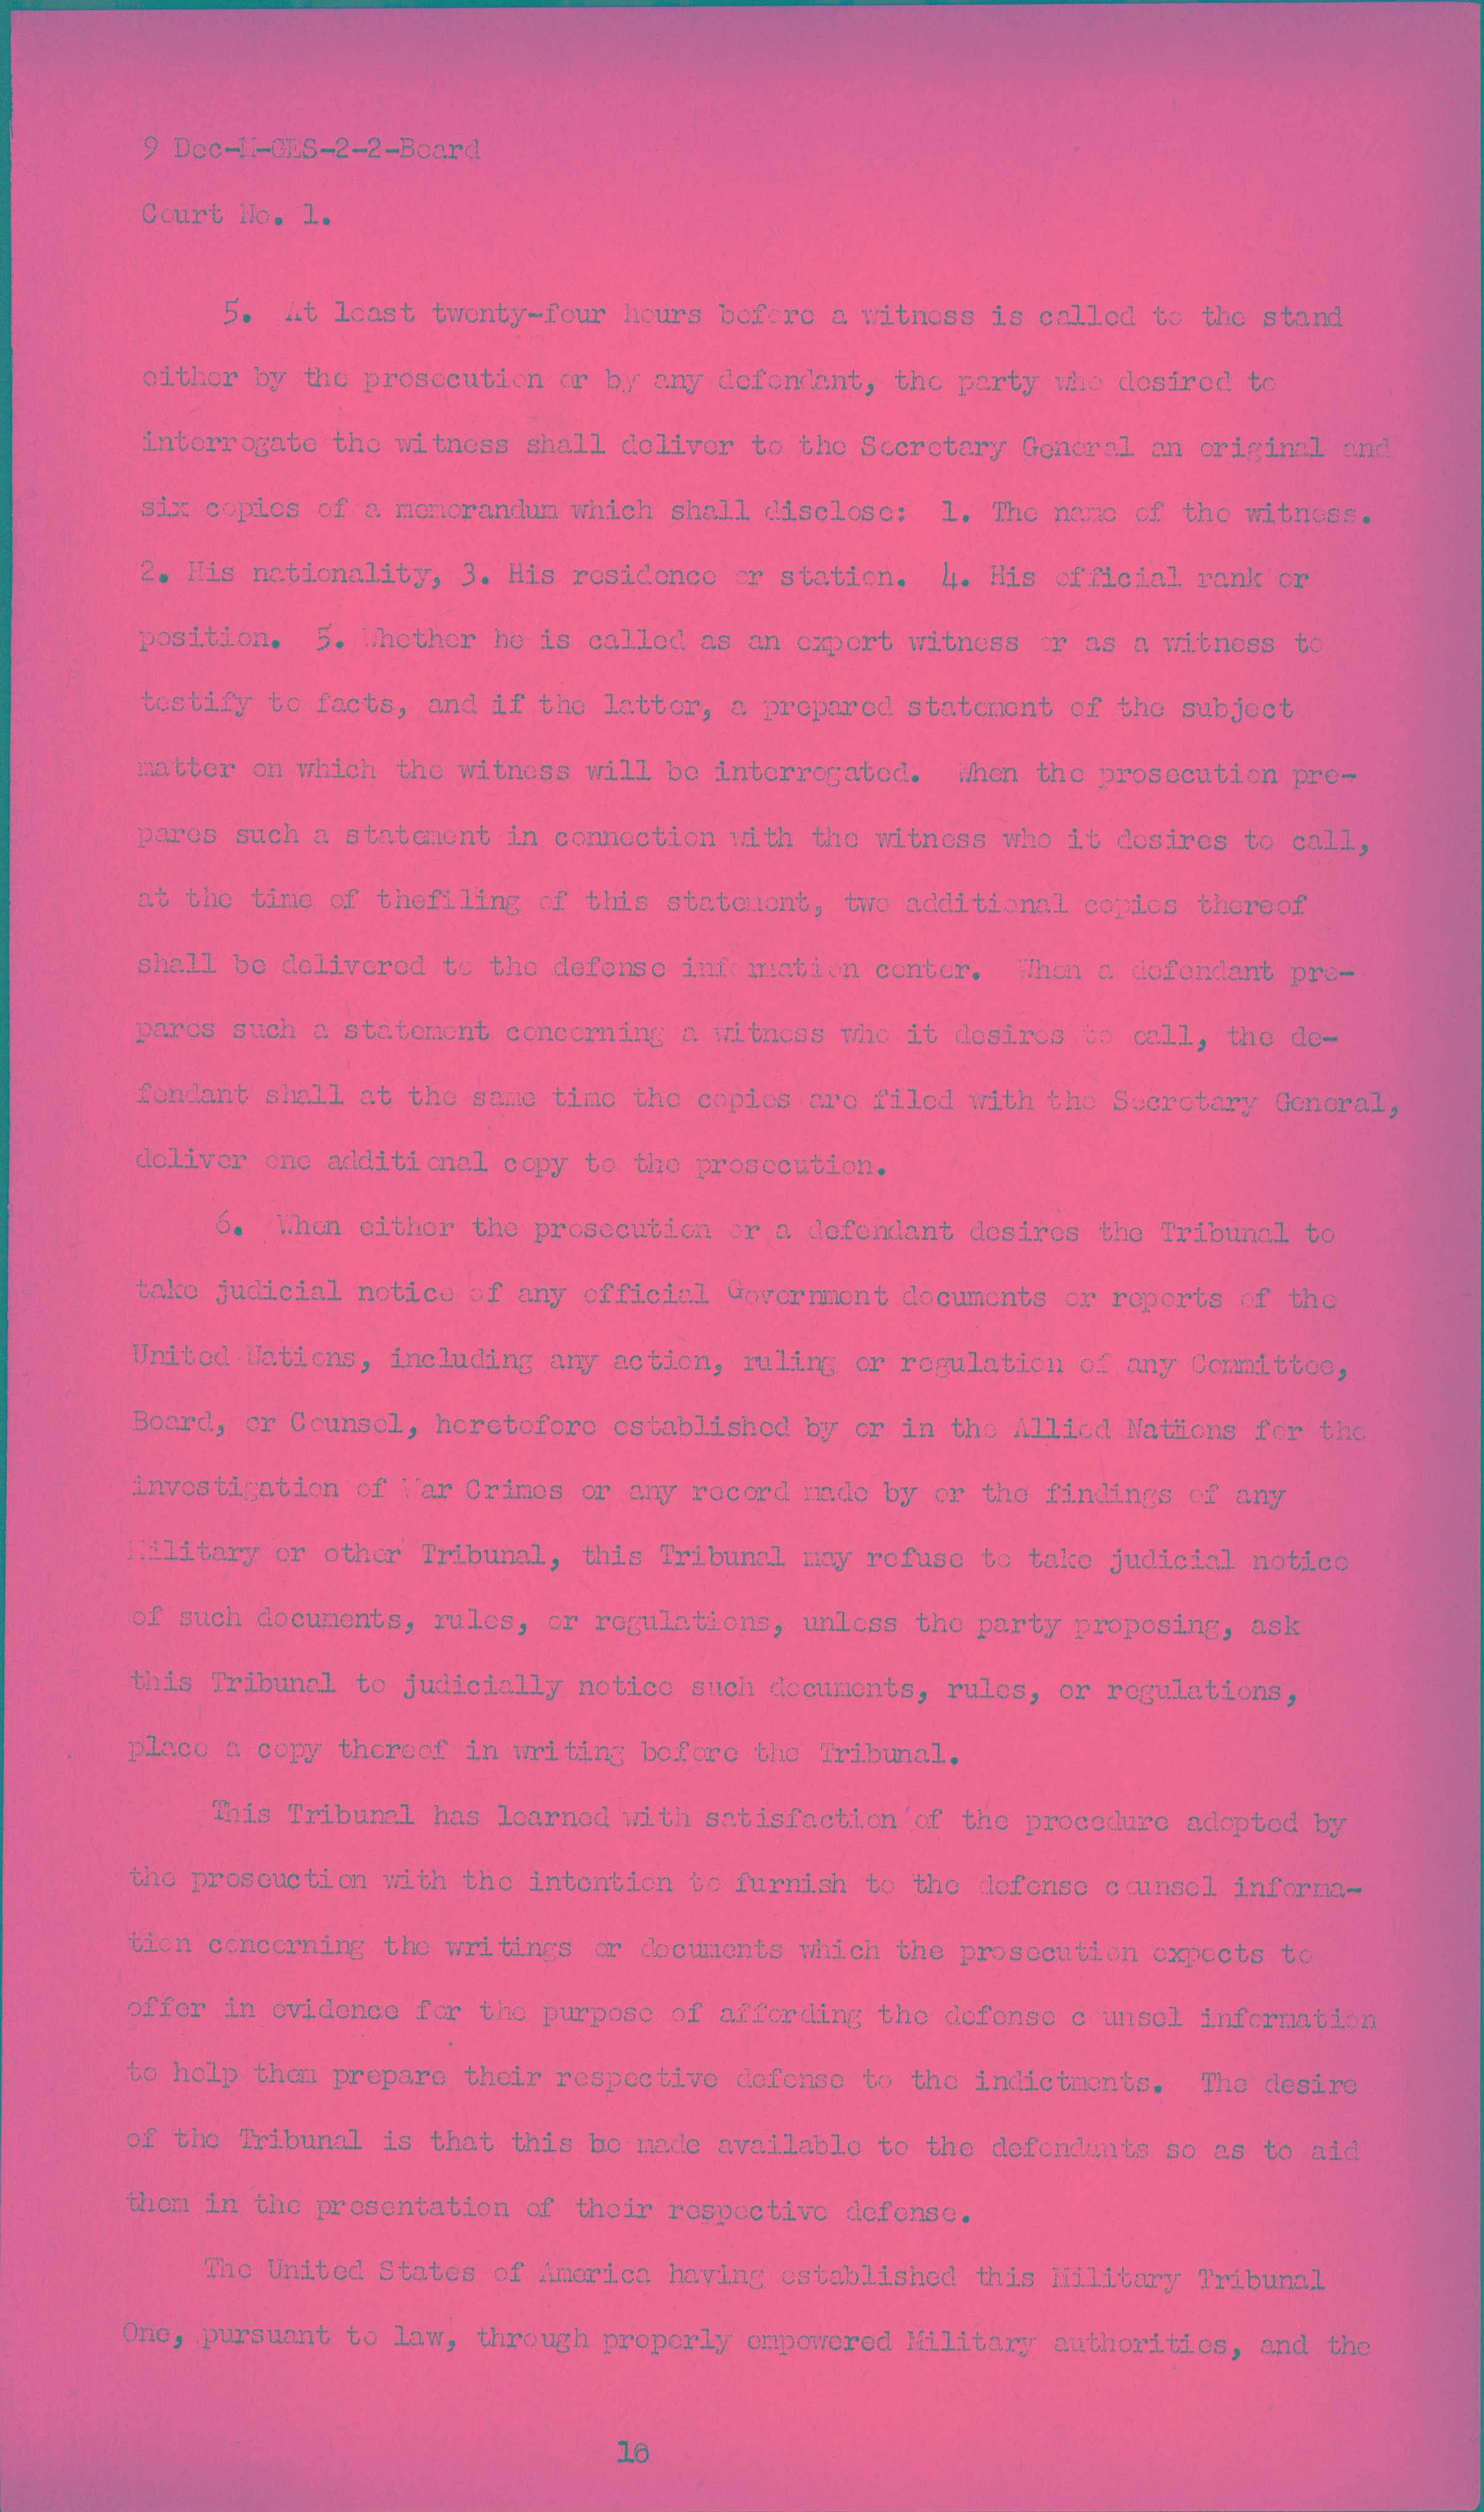 9 Dec-M-GES-2-2-Beard
Court No. 1.
5. At least twenty-four hours before a witness is called to the stand
either by the prosecution or by any defendant, the party who desired to
interrogate the witness shall deliver to the Secretary General an original and
six copies of a memorandum which shall disclose: 1. The name of the witness.
2. His nationality, 3. His residence or station. 4. His official rank or
position. 5. Whether he is called as an expert witness or as a witness to
testify to facts, and if the latter, a prepared statement of the subject
matter on which the witness will be interrogated. When the prosecution pre-
pares such a statement in connection with the witness who it desires to call,
at the time of thefiling of this statement, two additional copies thereof
shall be delivered to the defense information center. When a defendant pre-
pares such a statement concerning a witness who it desires to call, the de-
fendant shall at the same time the copies are filed with the Secretary General,
deliver one additional copy to the prosecution.
6. When either the prosecution or a defendant desires the Tribunal to
take judicial notice of any official Government documents or reports of the
United Nations, including any action, ruling or regulation of any Committee,
Board, or Counsel, heretofore established by or in the Allied Natiions for the
investigation of War Crimes or any record made by or the findings of any
Military or other Tribunal, this Tribunal may refuse to take judicial notice
of such documents, rules, or regulations, unless the party proposing, ask
this Tribunal to judicially notice such documents, rules, or regulations,
place a copy thereof in writing before the Tribunal.
This Tribunal has learned with satisfaction of the procedure adopted by
the proseuction with the intention to furnish to the defense counsel informa-
tion concerning the writings or documents which the prosecution expects to
offer in evidence for the purpose of affording the defense counsel information
to help them prepare their respective defense to the indictments. The desire
of the Tribunal is that this be made available to the defendants so as to aid
them in the presentation of their respective defense.
The United States of America having established this Military Tribunal
One, pursuant to law, through properly empowered Military authorities, and the
16